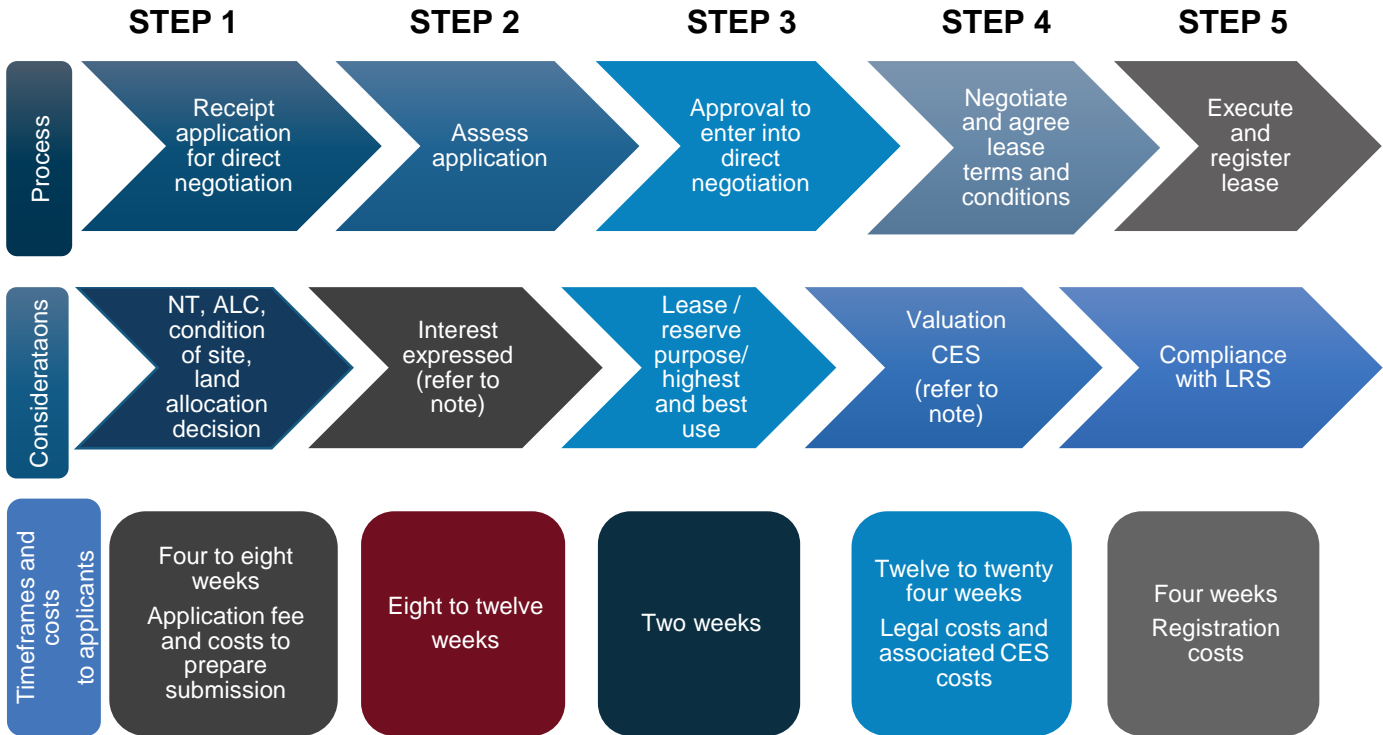 STEP 1
STEP 2
STEP 3
STEP 4
STEP 5
Process
Receipt
application
for direct
negotiation
Assess
application
Approval to
enter into
direct
negotiation
Negotiate
and agree
lease
terms and
conditions
Execute
and
register
lease
Considerataons
NT, ALC,
condition
of site,
land
allocation
decision
Interest
expressed
(refer to
note)
Lease /
reserve
purpose/
highest
and best
use
Valuation
CES
(refer to
note)
Compliance
with LRS
Timeframes and
costs
to applicants
Four to eight
weeks
Application fee
and costs to
prepare
submission
Eight to twelve
weeks
Two weeks
Twelve to twenty
four weeks
Legal costs and
associated CES
costs
Four weeks
Registration
costs